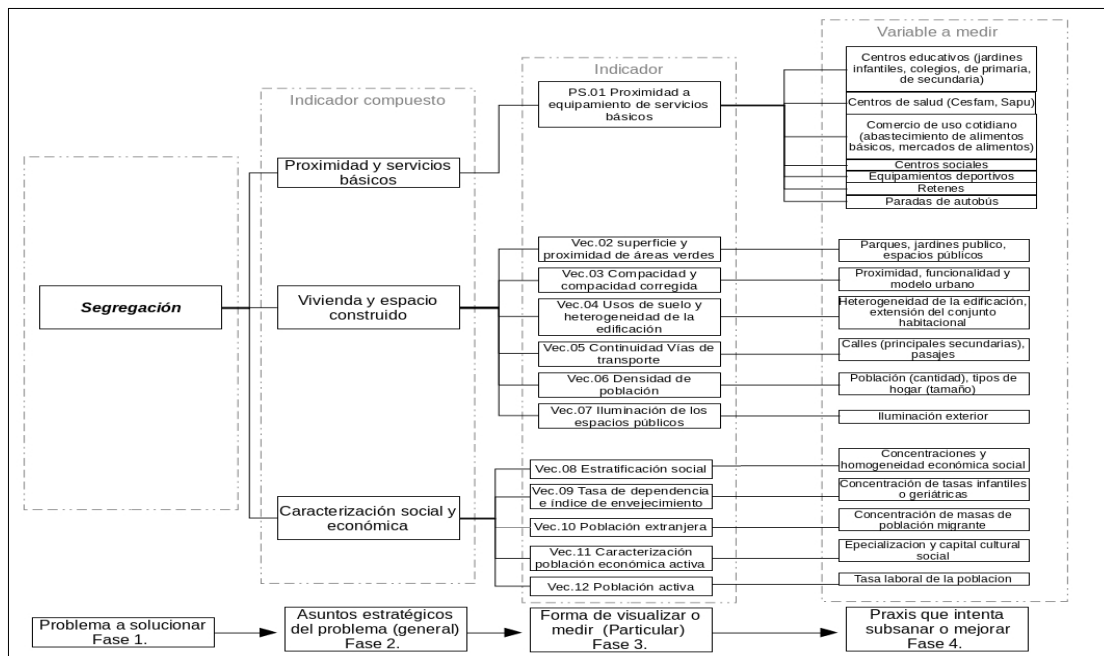 Variable a medir
Indicador
Indicador compuesto
Segregación
Proximidad y servicios
básicos
PS.01 Proximidad a
equipamiento de servicios
básicos
Centros educativos (jardines
infantiles, colegios, de primaria,
de secundaria)
Centros de salud (Cesfam, Sapu)
Comercio de uso cotidiano
(abastecimiento de alimentos
básicos, mercados de alimentos)
Centros sociales
Equipamientos deportivos
Retenes
Paradas de autobús
Vivienda y espacio
construido
Vec.02 superficie y
proximidad de áreas verdes
Parques, jardines publico,
espacios públicos
Vec.03 Compacidad y
compacidad corregida
Proximidad, funcionalidad y
modelo urbano
Vec.04 Usos de suelo y
heterogeneidad de la
edificación
Heterogeneidad de la edificación,
extensión del conjunto
habitacional
Vec.05 Continuidad Vías de
transporte
Calles (principales secundarias),
pasajes
Vec.06 Densidad de
población
Población (cantidad), tipos de
hogar (tamaño)
Vec.07 Iluminación de los
espacios públicos
Iluminación exterior
Caracterización social y
económica
Vec.08 Estratificación social
Concentraciones y
homogeneidad económica social
Vec.09 Tasa de dependencia
e índice de envejecimiento
Concentración de tasas infantiles
o geriátricas
Vec.10 Población extranjera
Concentración de masas de
población migrante
Vec.11 Caracterización
población económica activa
Epecializacion y capital cultural
social
Vec.12 Población activa
Tasa laboral de la poblacion
Problema a solucionar
Fase 1.
Asuntos estratégicos
del problema (general)
Fase 2.
Forma de visualizar o
medir (Particular)
Fase 3.
Praxis que intenta
subsanar o mejorar
Fase 4.